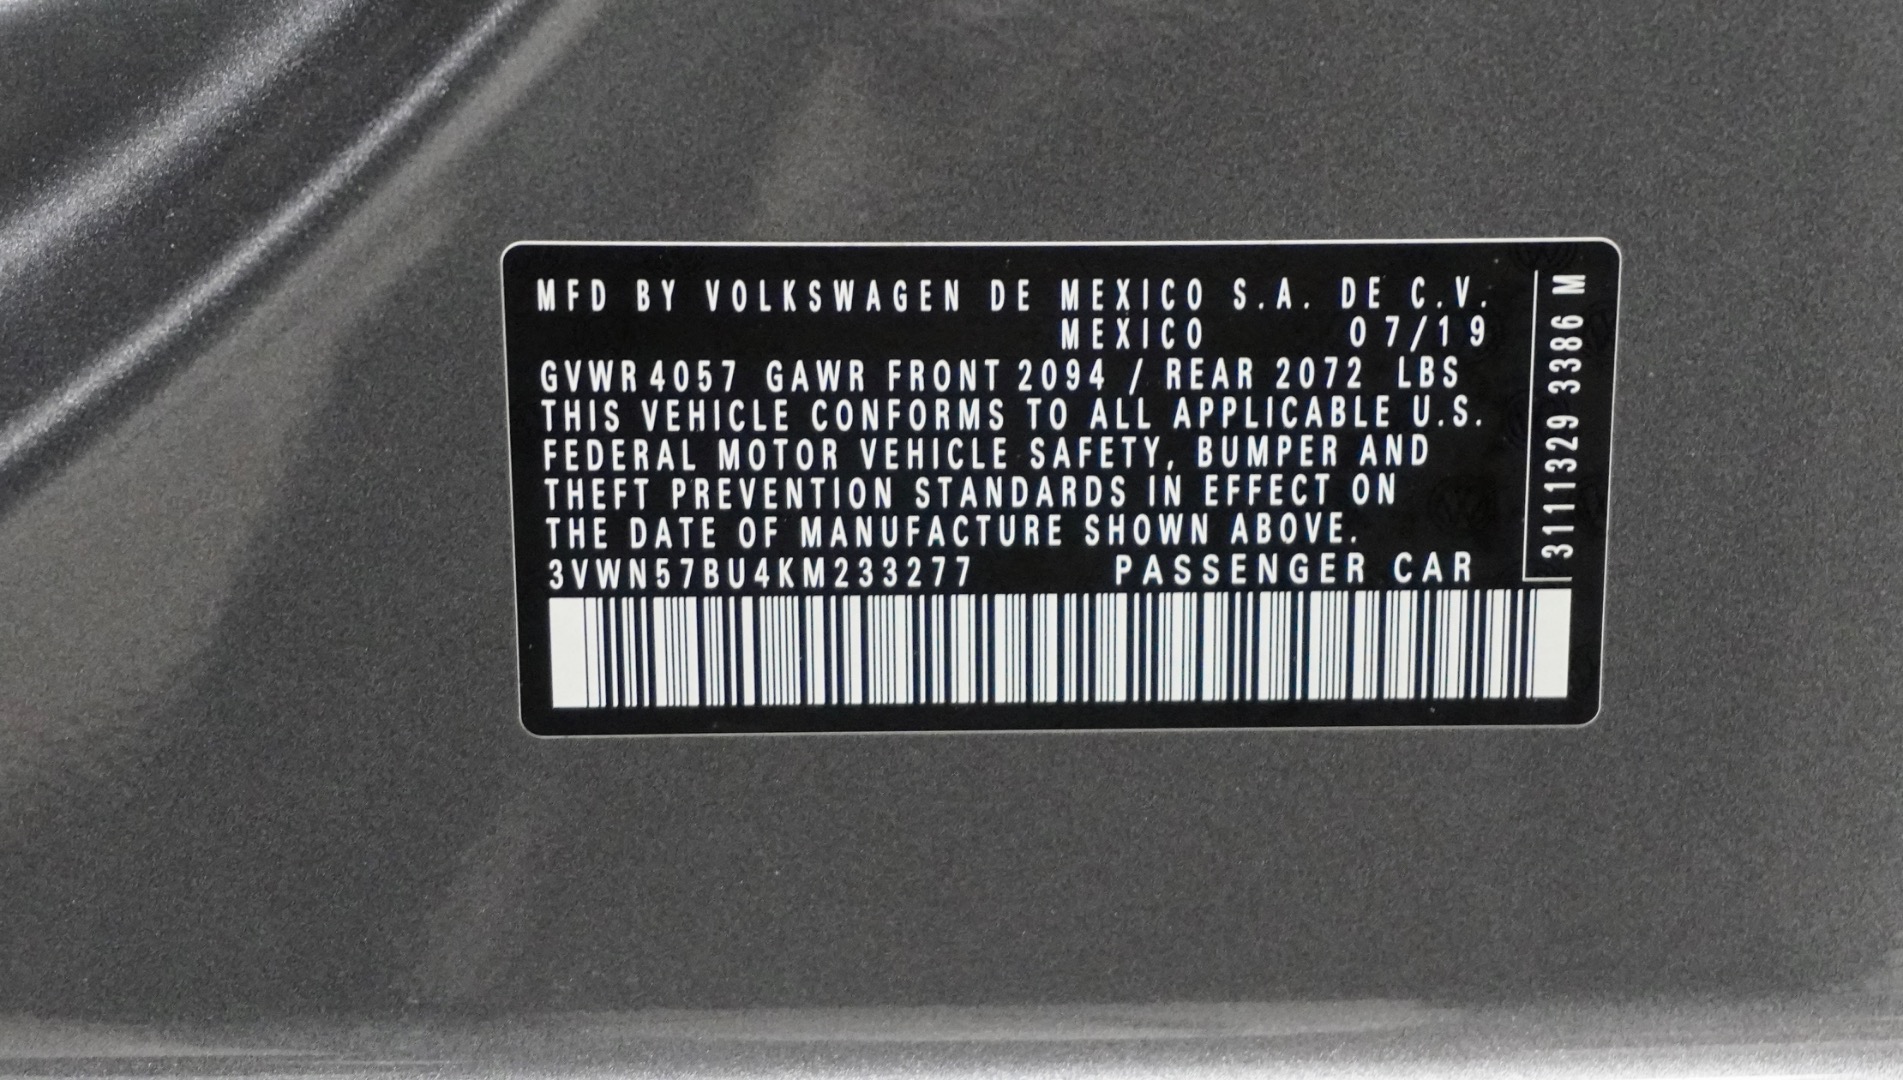 MFD BY VOLKSWAGEN DE MEXICO S.A. DE C.V.
MEXICO 07/19
GVWR 4057 GAWR FRONT 2094 / REAR 2072 LBS
THIS VEHICLE CONFORMS TO ALL APPLICABLE U.S.
FEDERAL MOTOR VEHICLE SAFETY, BUMPER AND
THEFT PREVENTION STANDARDS IN EFFECT ON
THE DATE OF MANUFACTURE SHOWN ABOVE.
3VWN57BU4KM233277 PASSENGER CAR
3111329 3386 M